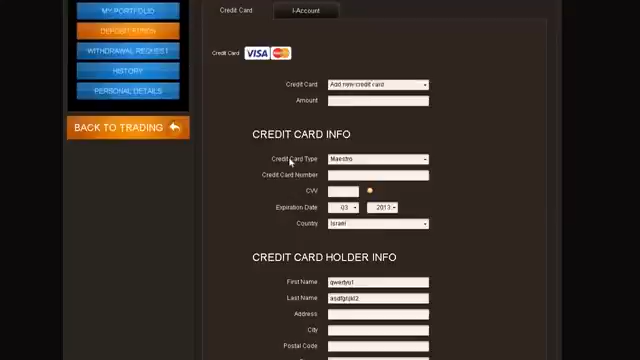 Credit Card
I-Account
MY PORTFOLIO
DEPOSIT FUNDS
WITHDRAWAL REQUEST
HISTORY
PERSONAL DETAILS
BACK TO TRADING
Credit Card VISA MasterCard
Credit Card Add new credit card
Amount
CREDIT CARD INFO
Credit Card Type Maestro
Credit Card Number
CVV
Expiration Date 03 2013
Country Israel
CREDIT CARD HOLDER INFO
First Name qwertyu1
Last Name
Address
City
Postal Code